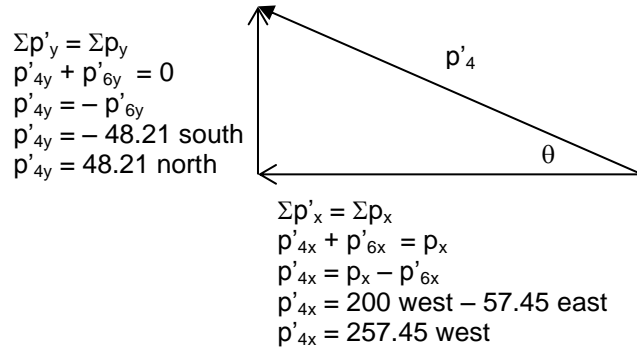 Σp'y = Σpy
p'4y + p'6y = 0
p'4y = – p'6y
p'4y = – 48.21 south
p'4y = 48.21 north
p'4
θ
Σp'x = Σpx
p'4x + p'6x = px
p'4x = px – p'6x
p'4x = 200 west – 57.45 east
p'4x = 257.45 west